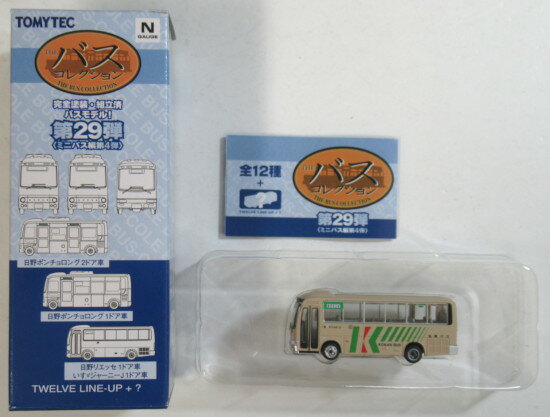 TOMYTEC
N
GAUGE
THE
バス
コレクション
THE BUS COLLECTION
完全塗装・組立済
バスモデル!
第29弾
〈ミニバス編第4弾〉
日野ポンチョロング 2ドア車
日野ポンチョロング 1ドア車
日野リエッセ 1ドア車
いすゞジャーニーJ 1ドア車
TWELVE LINE-UP + ?
全12種
+
TWELVE LINE-UP + ?
THE
バス
コレクション
THE BUS COLLECTION
第29弾
〈ミニバス編第4弾〉
K
KONAN BUS